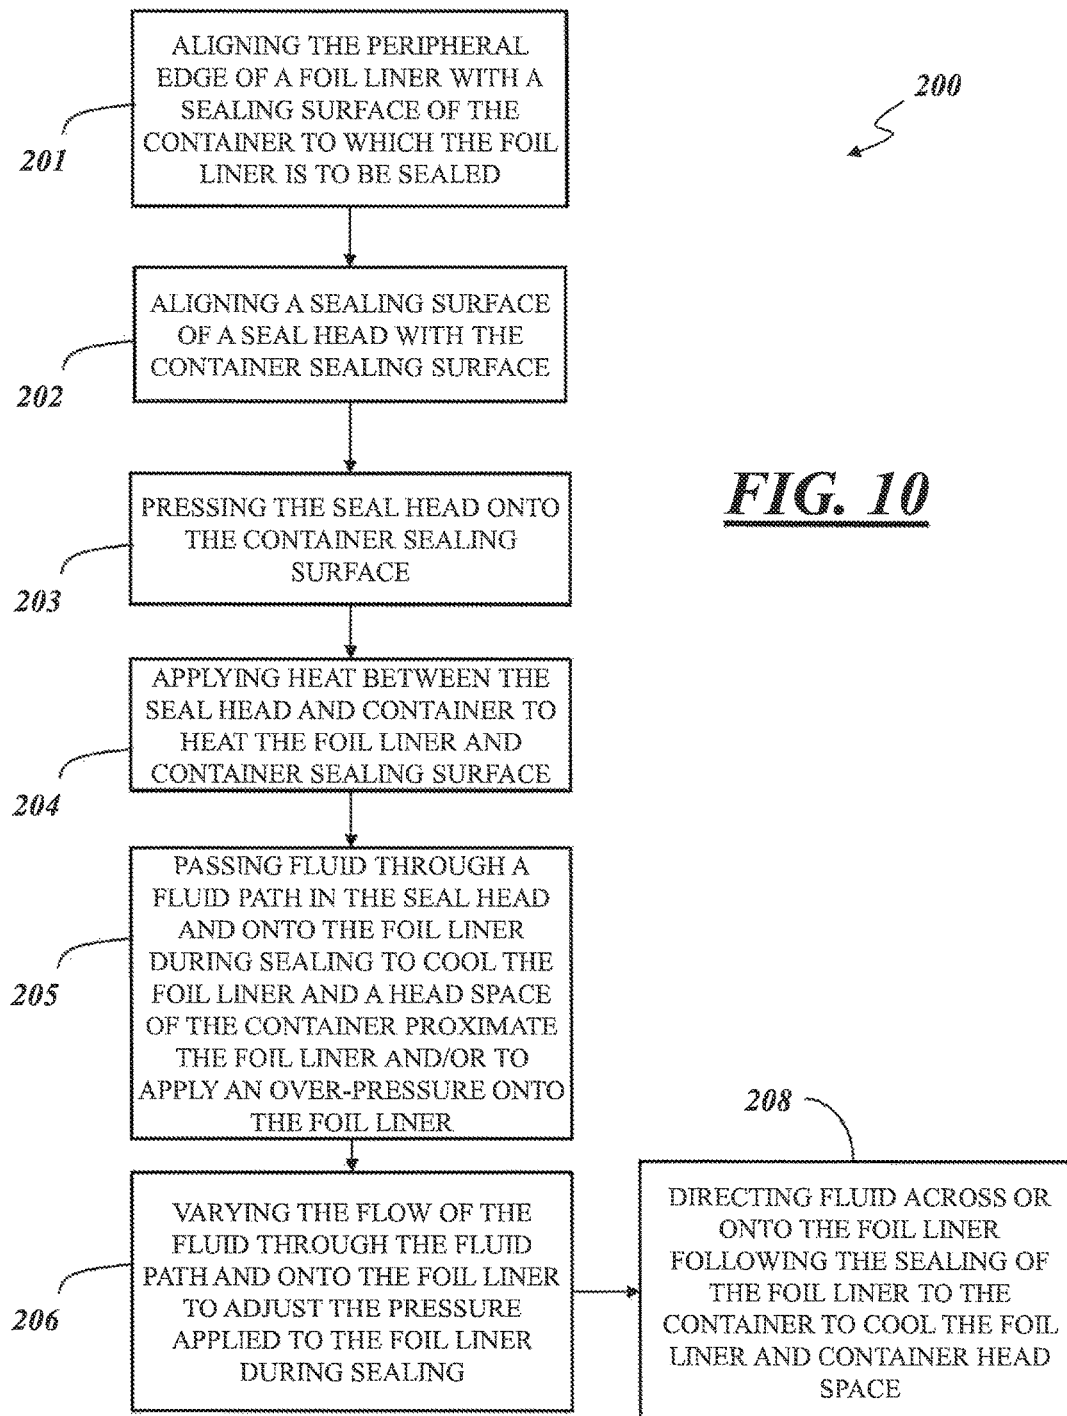 ALIGNING THE PERIPHERAL
EDGE OF A FOIL LINER WITH A
SEALING SURFACE OF THE
CONTAINER TO WHICH THE FOIL
LINER IS TO BE SEALED
201
200
ALIGNING A SEALING SURFACE
OF A SEAL HEAD WITH THE
CONTAINER SEALING SURFACE
202
PRESSING THE SEAL HEAD ONTO
THE CONTAINER SEALING
SURFACE
203
FIG. 10
APPLYING HEAT BETWEEN THE
SEAL HEAD AND CONTAINER TO
HEAT THE FOIL LINER AND
CONTAINER SEALING SURFACE
204
PASSING FLUID THROUGH A
FLUID PATH IN THE SEAL HEAD
AND ONTO THE FOIL LINER
DURING SEALING TO COOL THE
FOIL LINER AND A HEAD SPACE
OF THE CONTAINER PROXIMATE
THE FOIL LINER AND/OR TO
APPLY AN OVER-PRESSURE ONTO
THE FOIL LINER
205
VARYING THE FLOW OF THE
FLUID THROUGH THE FLUID
PATH AND ONTO THE FOIL LINER
TO ADJUST THE PRESSURE
APPLIED TO THE FOIL LINER
DURING SEALING
206
208
DIRECTING FLUID ACROSS OR
ONTO THE FOIL LINER
FOLLOWING THE SEALING OF
THE FOIL LINER TO THE
CONTAINER TO COOL THE FOIL
LINER AND CONTAINER HEAD
SPACE